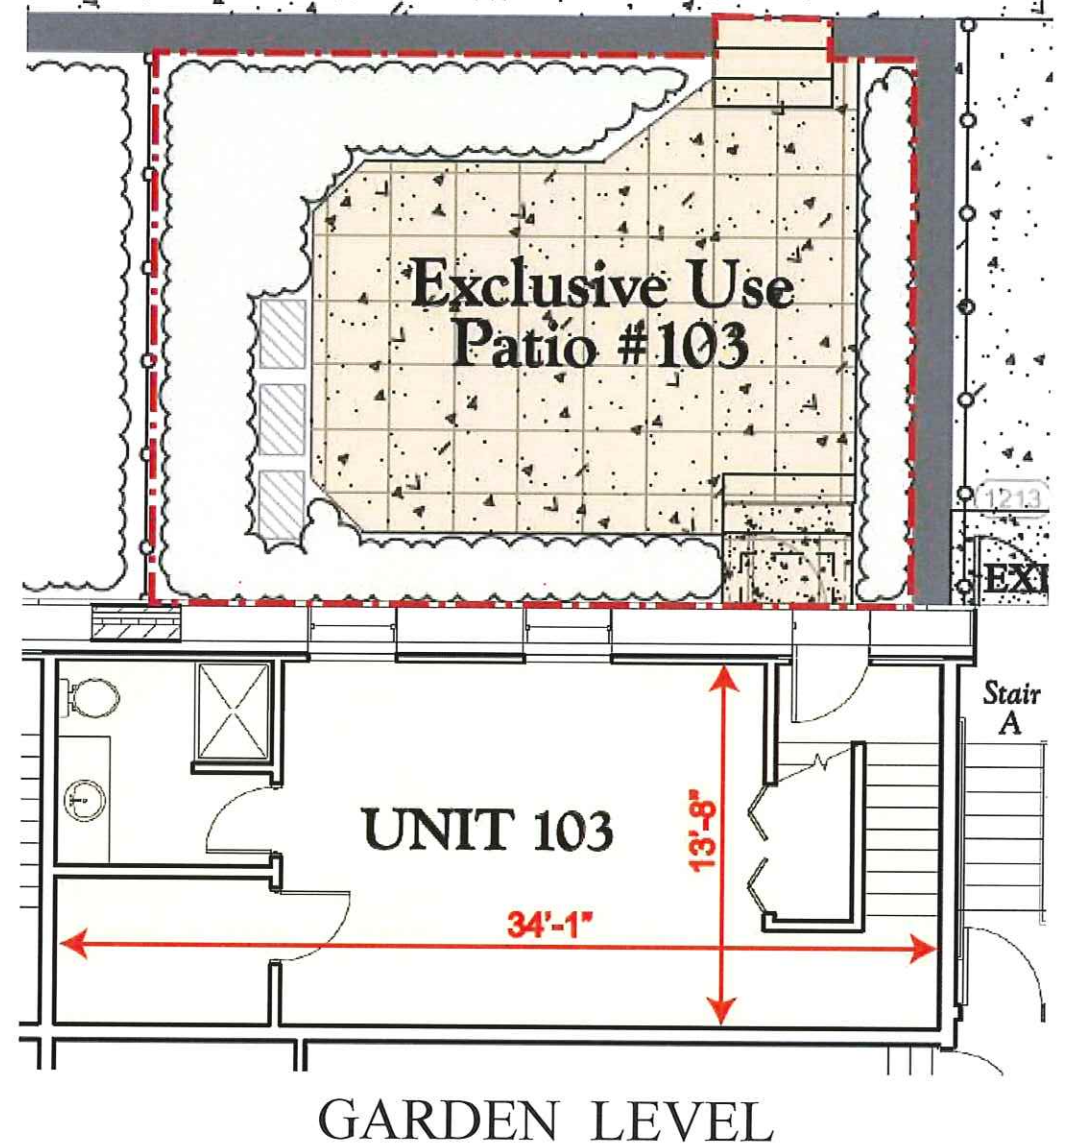 Exclusive Use
Patio #103
1213
EXI
Stair
A
UNIT 103
13'-8"
34'-1"
GARDEN LEVEL